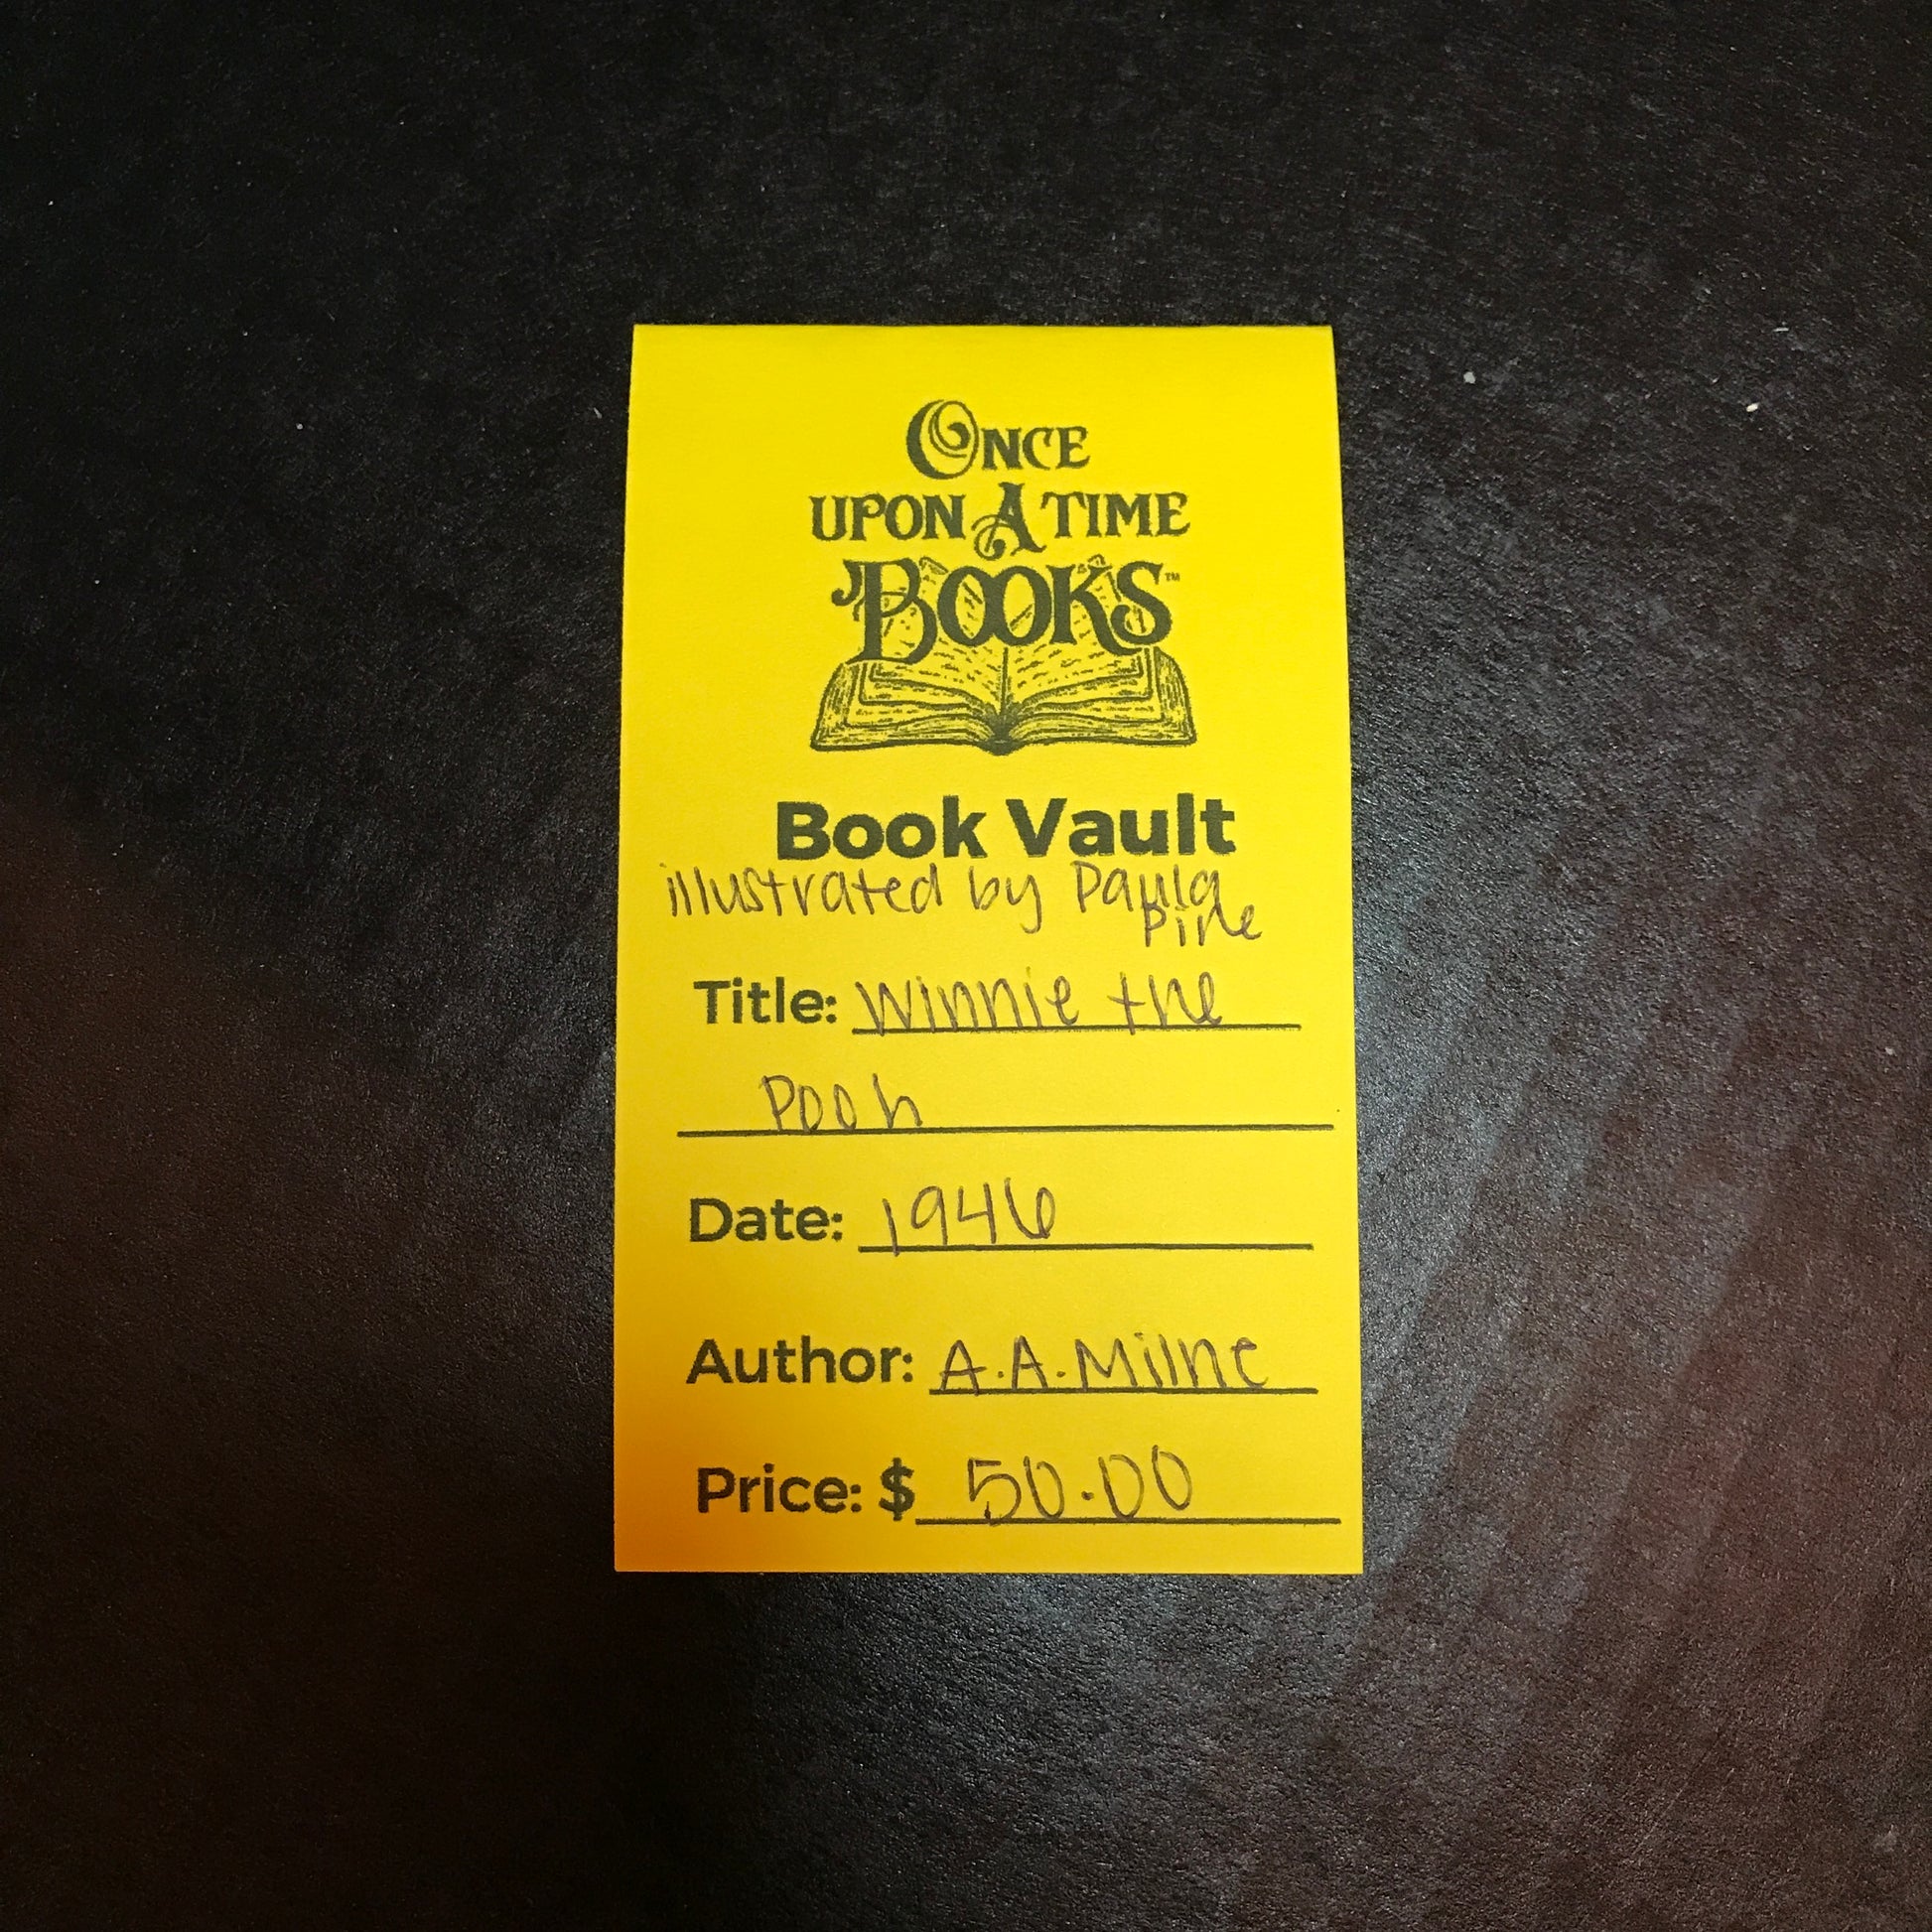 ONCE
UPON A TIME
BOOKS™
Book Vault
illustrated by Paula
Pine
Title: Winnie the
Pooh
Date: 1946
Author: A.A. Milne
Price: $ 50.00